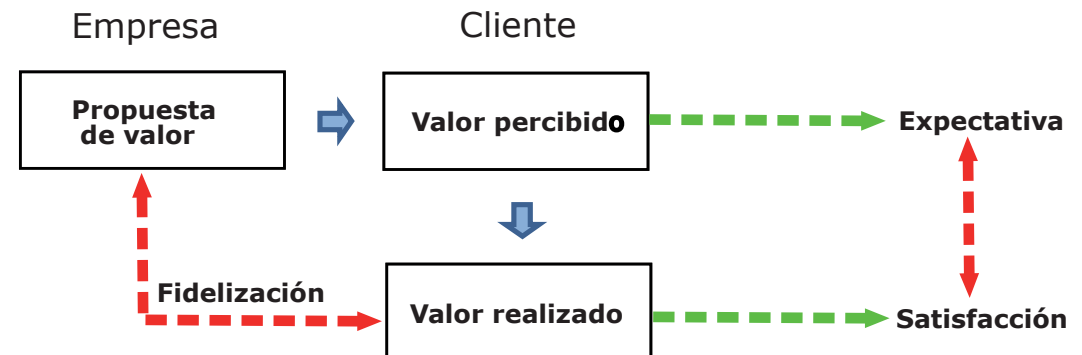 Empresa
Cliente
Propuesta
de valor
Valor percibido
Expectativa
Fidelización
Valor realizado
Satisfacción